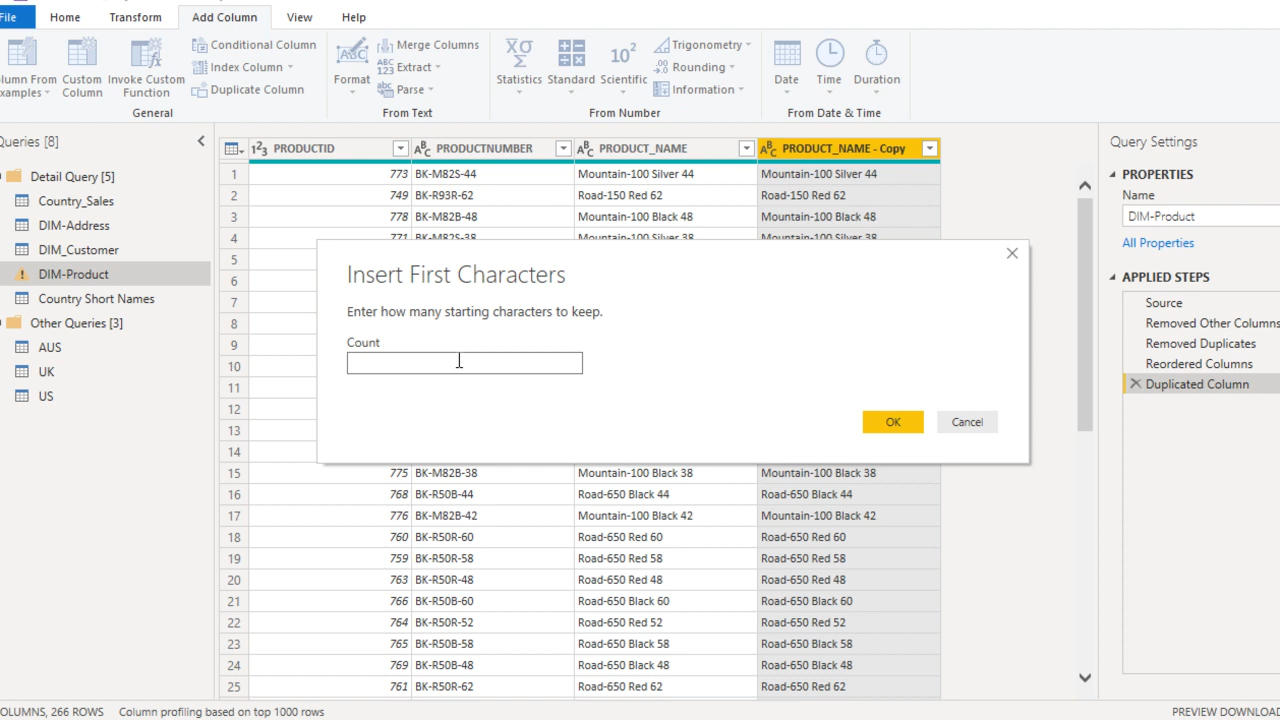 File Home Transform Add Column View Help
Column From Examples
Custom Column
Invoke Custom Function
Conditional Column
Index Column
Duplicate Column
General
Format
Merge Columns
Extract
Parse
From Text
Statistics
Standard
Scientific
Trigonometry
Rounding
Information
From Number
Date
Time
Duration
From Date & Time
Queries [8]
Detail Query [5]
Country_Sales
DIM-Address
DIM_Customer
DIM-Product
Country Short Names
Other Queries [3]
AUS
UK
US
PRODUCTID PRODUCTNUMBER PRODUCT_NAME PRODUCT_NAME - Copy
1 773 BK-M82S-44 Mountain-100 Silver 44 Mountain-100 Silver 44
2 749 BK-R93R-62 Road-150 Red 62 Road-150 Red 62
3 778 BK-M82B-48 Mountain-100 Black 48 Mountain-100 Black 48
4 771 BK-M82S-38 Mountain-100 Silver 38 Mountain-100 Silver 38
5
6
7
8
9
10
11
12
13
14
Insert First Characters
Enter how many starting characters to keep.
Count
OK Cancel
15 775 BK-M82B-38 Mountain-100 Black 38 Mountain-100 Black 38
16 768 BK-R50B-44 Road-650 Black 44 Road-650 Black 44
17 776 BK-M82B-42 Mountain-100 Black 42 Mountain-100 Black 42
18 760 BK-R50R-60 Road-650 Red 60 Road-650 Red 60
19 759 BK-R50R-58 Road-650 Red 58 Road-650 Red 58
20 763 BK-R50R-48 Road-650 Red 48 Road-650 Red 48
21 766 BK-R50B-60 Road-650 Black 60 Road-650 Black 60
22 764 BK-R50R-52 Road-650 Red 52 Road-650 Red 52
23 765 BK-R50B-58 Road-650 Black 58 Road-650 Black 58
24 769 BK-R50B-48 Road-650 Black 48 Road-650 Black 48
25 761 BK-R50R-62 Road-650 Red 62 Road-650 Red 62
Query Settings
PROPERTIES
Name
DIM-Product
All Properties
APPLIED STEPS
Source
Removed Other Columns
Removed Duplicates
Reordered Columns
Duplicated Column
COLUMNS, 266 ROWS Column profiling based on top 1000 rows PREVIEW DOWNLOAD